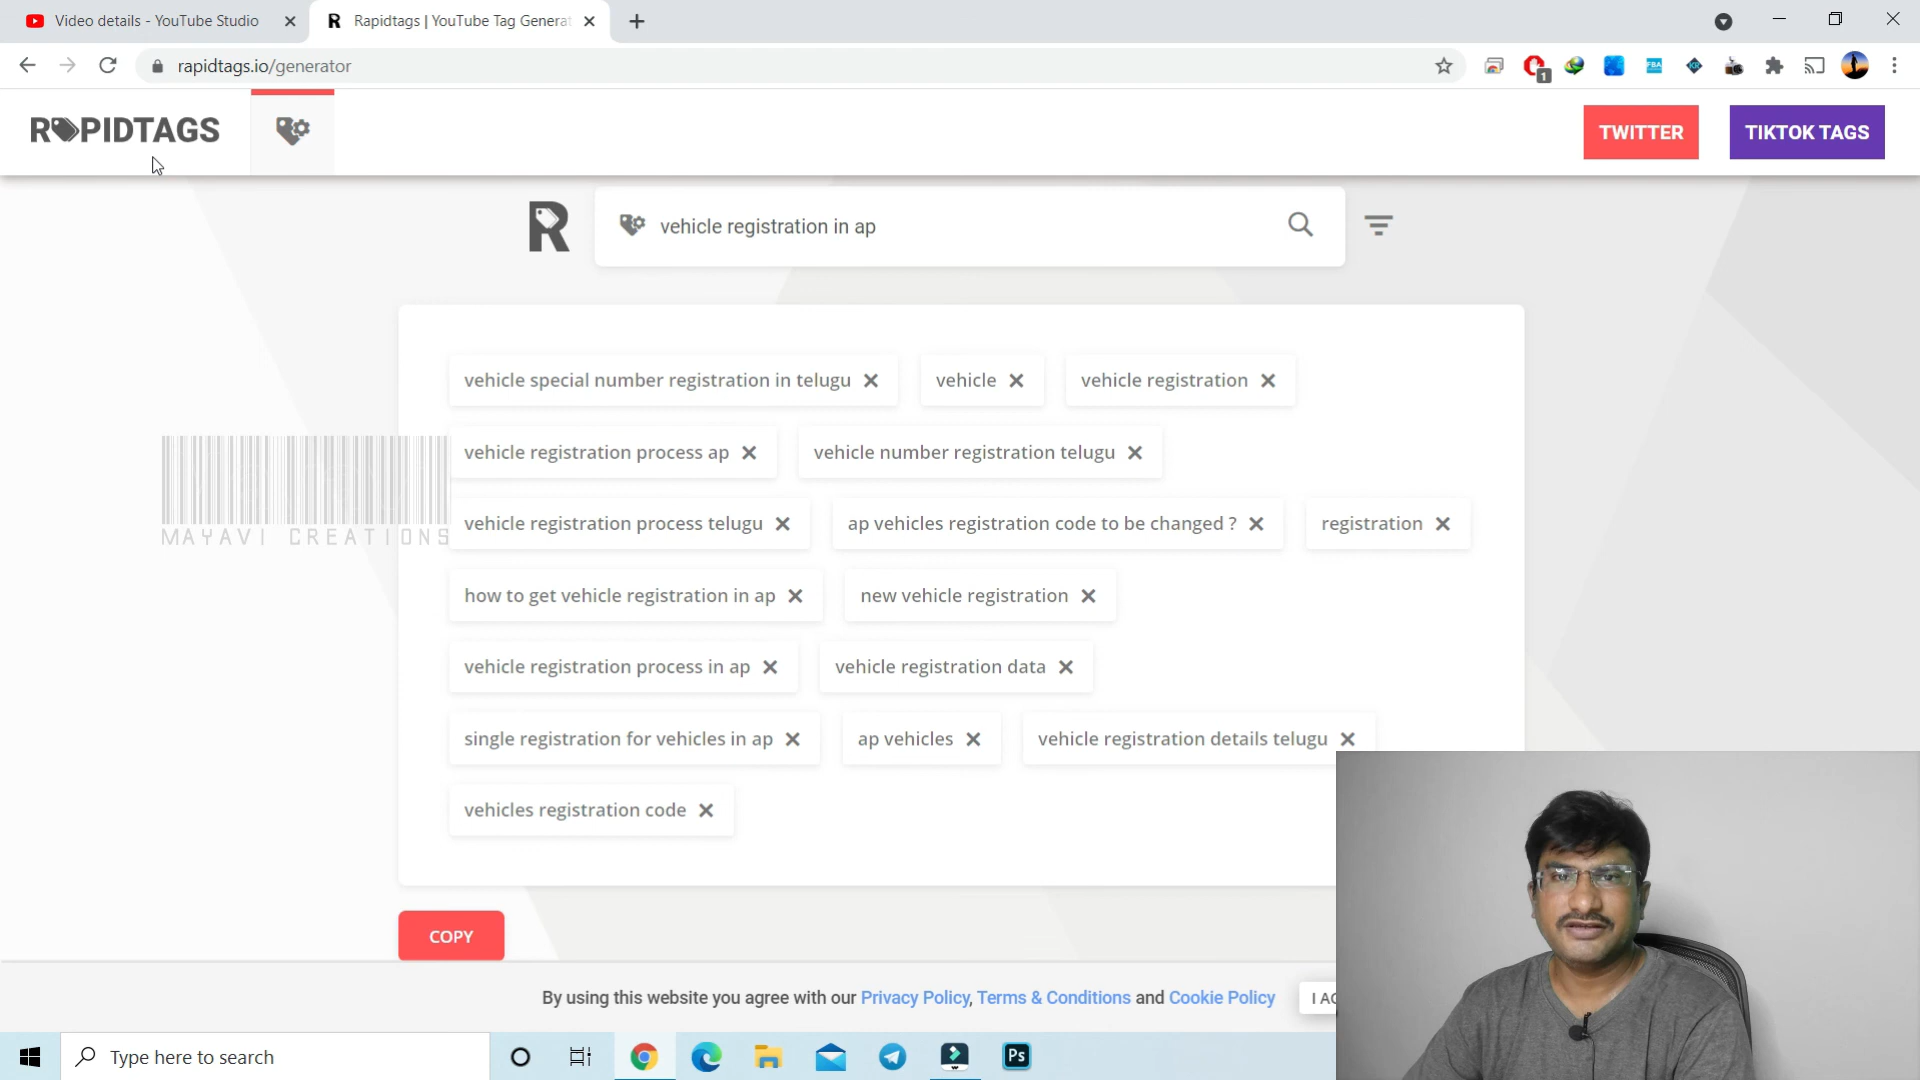 Video details - YouTube Studio
Rapidtags | YouTube Tag Generat
rapidtags.io/generator
1
FBA
RAPIDTAGS
TWITTER
TIKTOK TAGS
R
vehicle registration in ap
vehicle special number registration in telugu
vehicle
vehicle registration
vehicle registration process ap
vehicle number registration telugu
vehicle registration process telugu
ap vehicles registration code to be changed ?
registration
MAYAVI CREATIONS
how to get vehicle registration in ap
new vehicle registration
vehicle registration process in ap
vehicle registration data
single registration for vehicles in ap
ap vehicles
vehicle registration details telugu
vehicles registration code
COPY
By using this website you agree with our Privacy Policy, Terms & Conditions and Cookie Policy
I AG
Type here to search
Ps